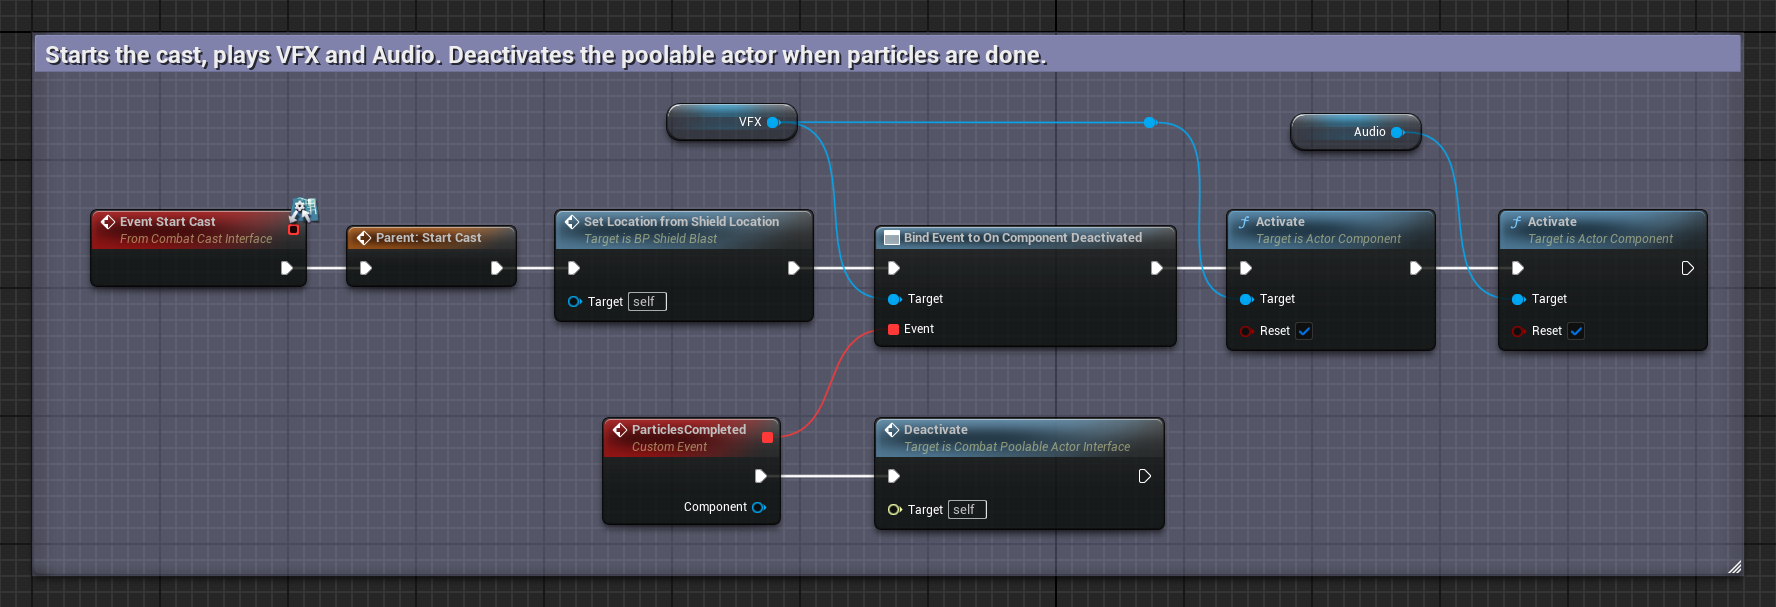 Starts the cast, plays VFX and Audio. Deactivates the poolable actor when particles are done.
VFX
Audio
Event Start Cast
From Combat Cast Interface
Parent: Start Cast
Set Location from Shield Location
Target is BP Shield Blast
Target self
Bind Event to On Component Deactivated
Target
Event
Activate
Target is Actor Component
Target
Reset
Activate
Target is Actor Component
Target
Reset
ParticlesCompleted
Custom Event
Component
Deactivate
Target is Combat Poolable Actor Interface
Target self